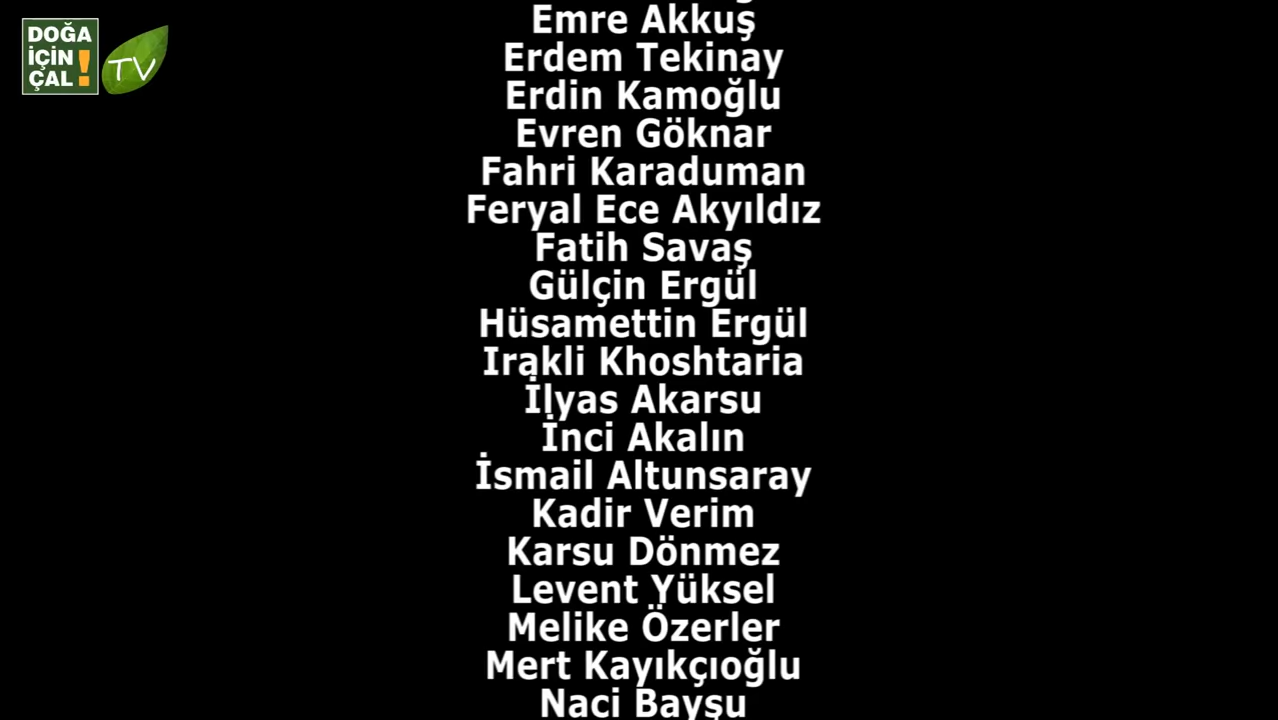 DOĞA
İÇİN
ÇAL!
TV
Emre Akkuş
Erdem Tekinay
Erdin Kamoğlu
Evren Göknar
Fahri Karaduman
Feryal Ece Akyıldız
Fatih Savaş
Gülçin Ergül
Hüsamettin Ergül
Irakli Khoshtaria
İlyas Akarsu
İnci Akalın
İsmail Altunsaray
Kadir Verim
Karsu Dönmez
Levent Yüksel
Melike Özerler
Mert Kayıkçıoğlu
Naci Bayşu